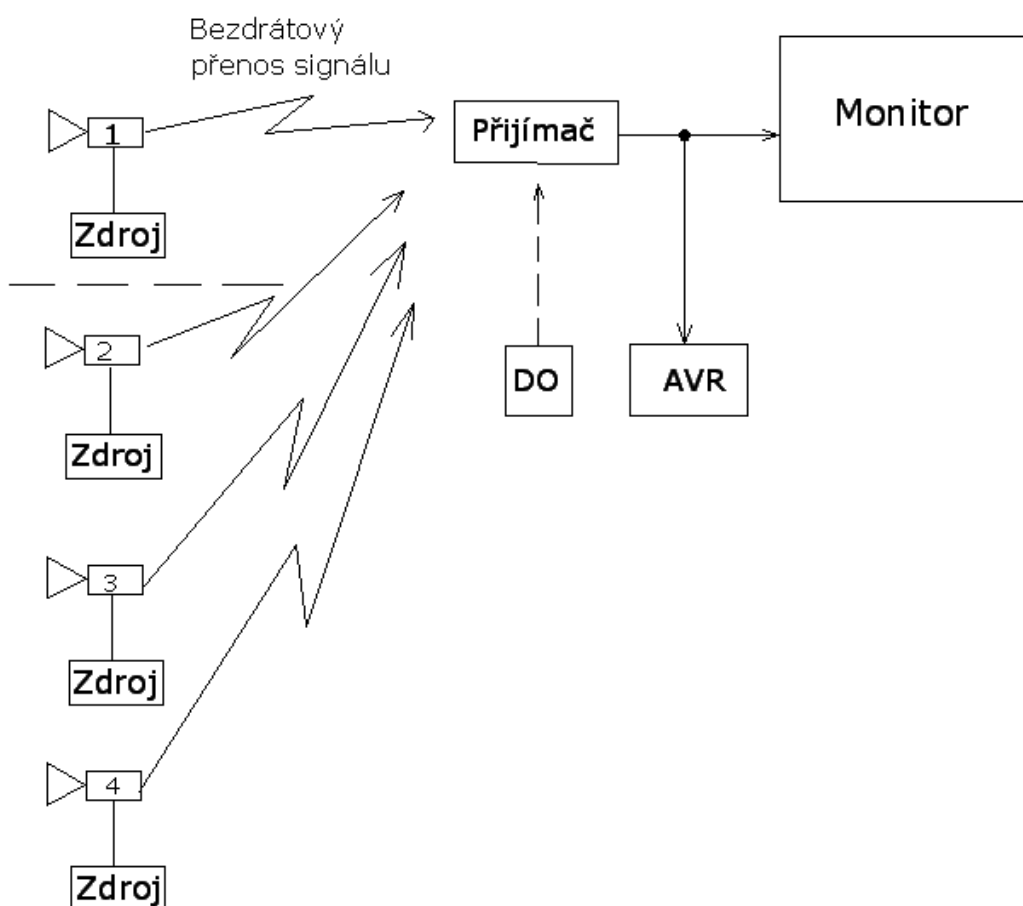 Bezdrátový
přenos signálu
1
Zdroj
Přijímač
Monitor
2
Zdroj
DO
AVR
3
Zdroj
4
Zdroj